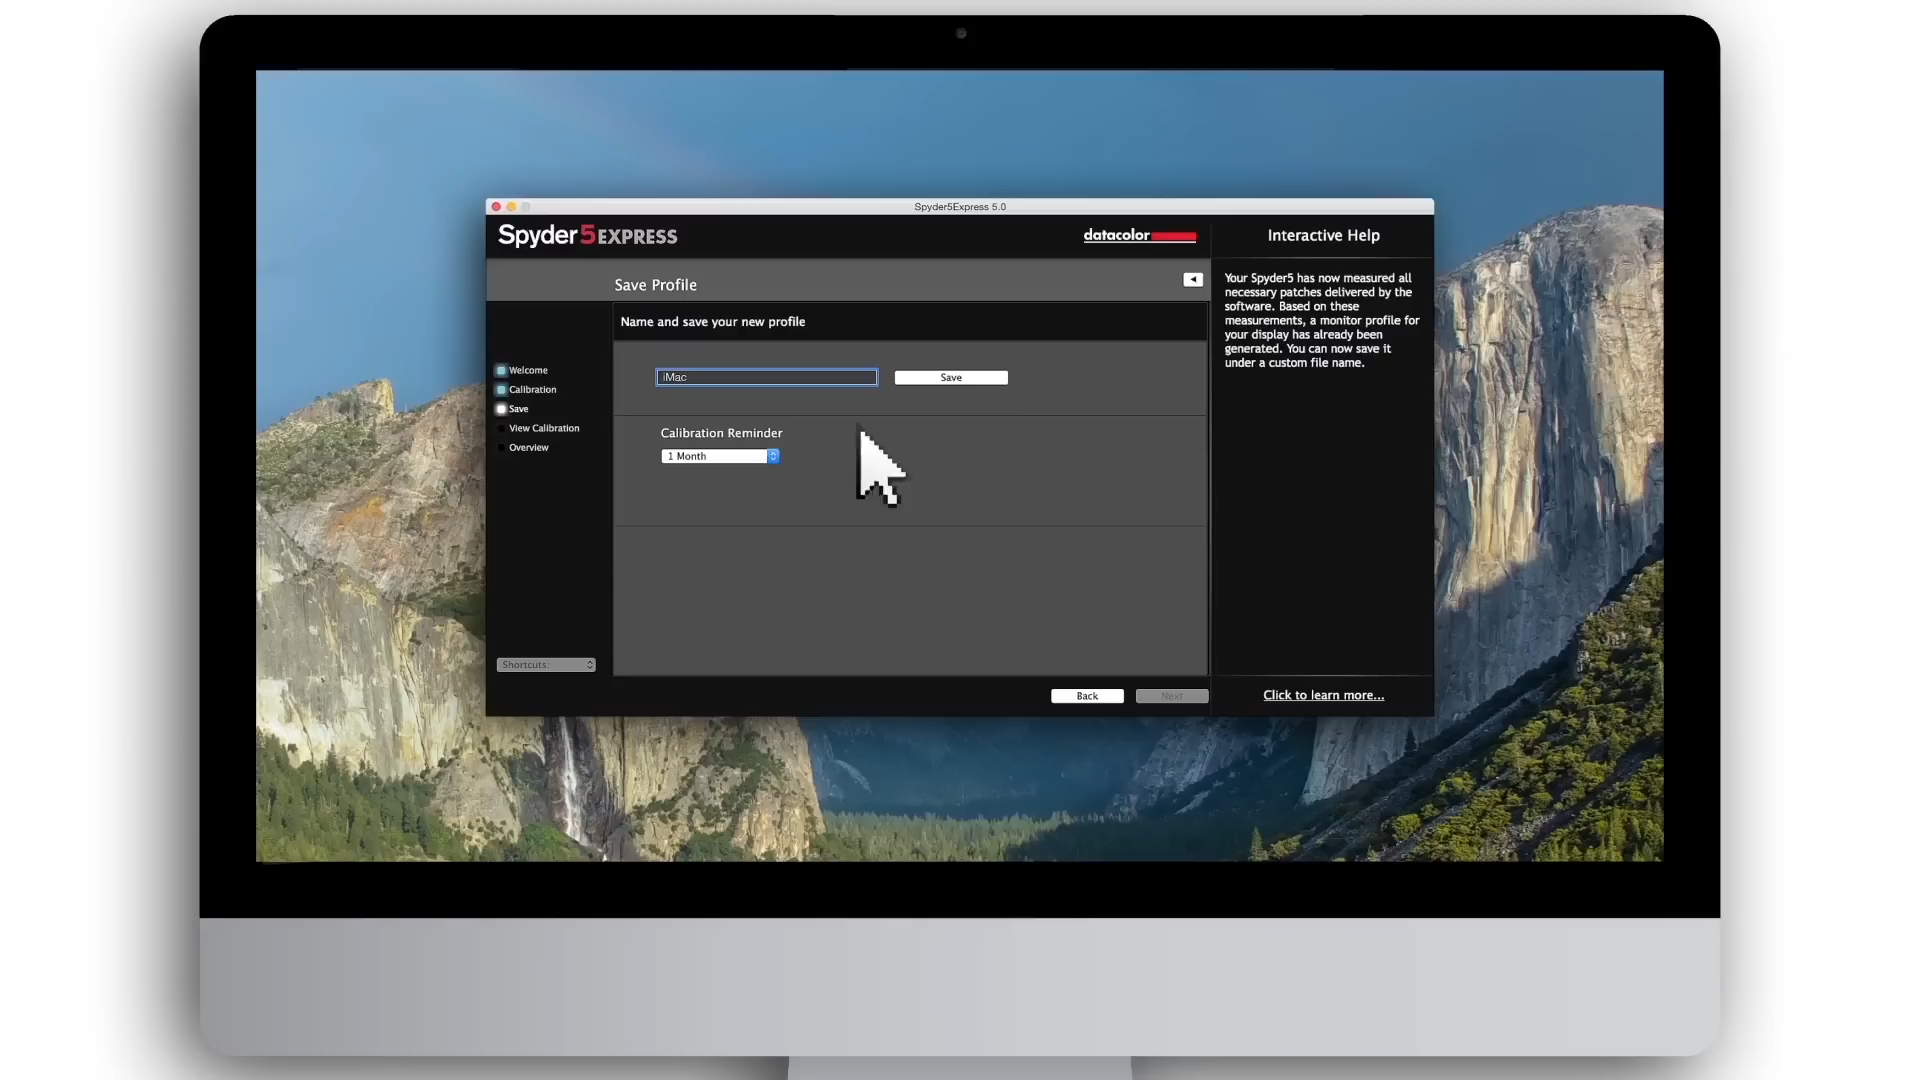 Spyder5Express 5.0
Spyder5EXPRESS
datacolor
Interactive Help
Save Profile
Name and save your new profile
Your Spyder5 has now measured all
necessary patches delivered by the
software. Based on these
measurements, a monitor profile for
your display has already been
generated. You can now save it
under a custom file name.
Welcome
Calibration
Save
View Calibration
Overview
iMac
Save
Calibration Reminder
1 Month
Shortcuts:
Back
Next
Click to learn more...